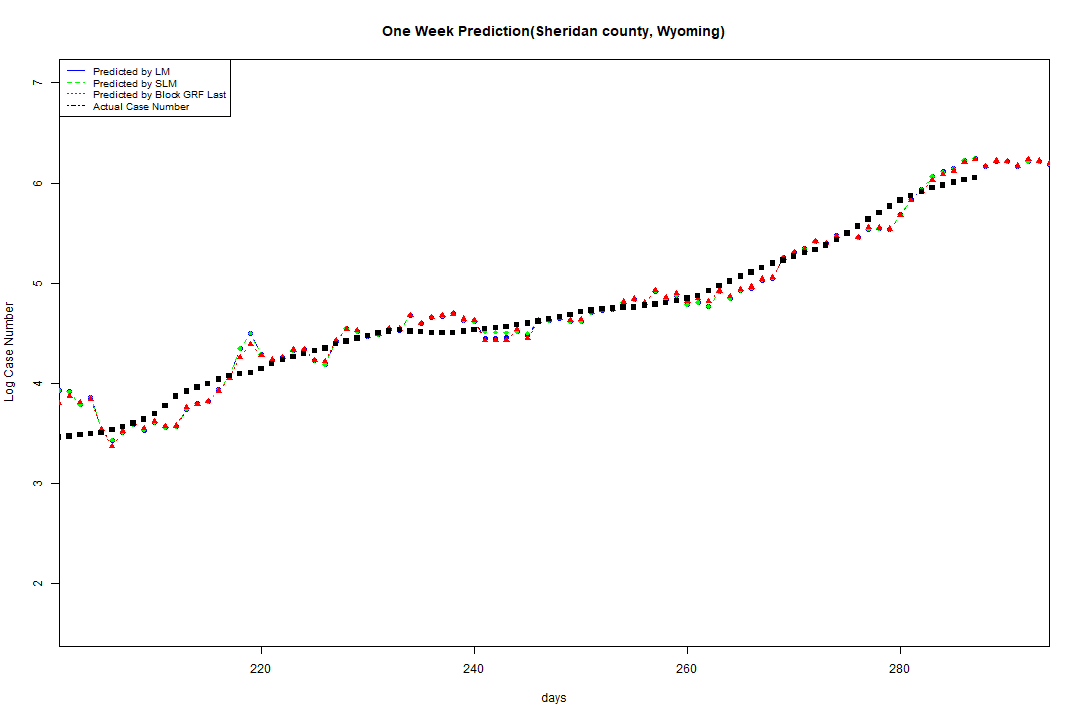 One Week Prediction(Sheridan county, Wyoming)
Predicted by LM
Predicted by SLM
Predicted by Block GRF Last
Actual Case Number
7
6
5
4
3
2
Log Case Number
220 240 260 280
days